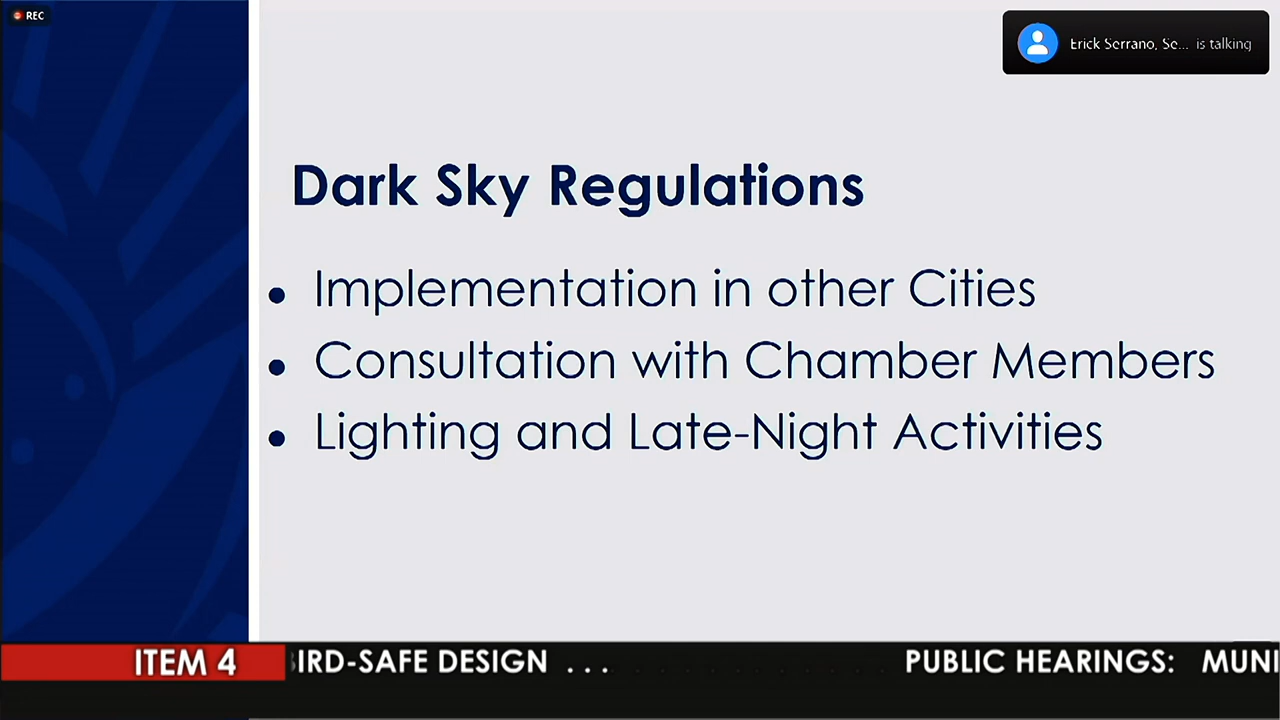 REC
Erick Serrano, Se... is talking
Dark Sky Regulations
• Implementation in other Cities
• Consultation with Chamber Members
• Lighting and Late-Night Activities
ITEM 4
IRD-SAFE DESIGN ...
PUBLIC HEARINGS: MUNI